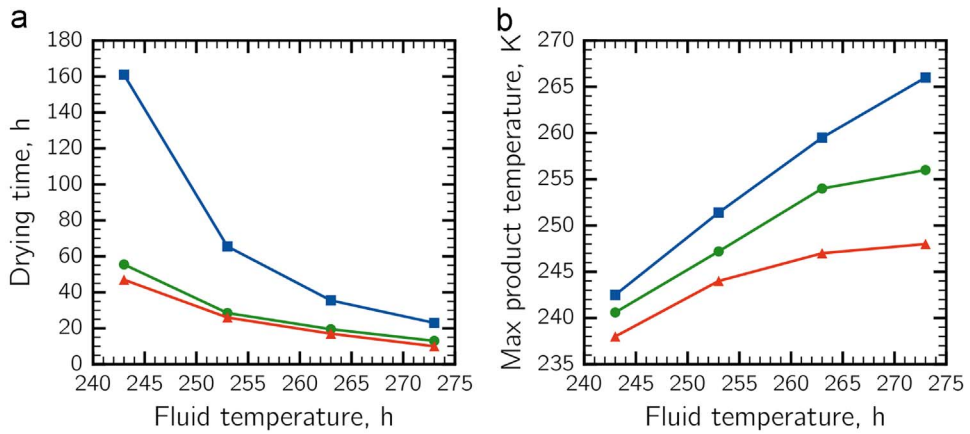 a
180
160
140
120
100
80
60
40
20
0
Drying time, h
240 245 250 255 260 265 270 275
Fluid temperature, h
b
270
265
260
255
250
245
240
235
Max product temperature, K
240 245 250 255 260 265 270 275
Fluid temperature, h